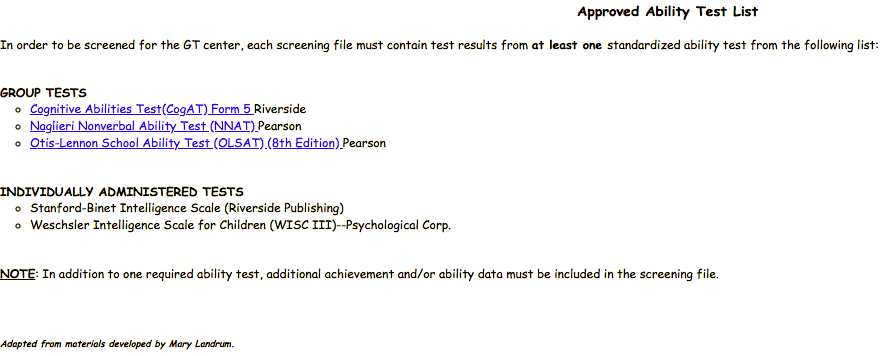 Approved Ability Test List
In order to be screened for the GT center, each screening file must contain test results from at least one standardized ability test from the following list:
GROUP TESTS
Cognitive Abilities Test(CogAT) Form 5 Riverside
Naglieri Nonverbal Ability Test (NNAT) Pearson
Otis-Lennon School Ability Test (OLSAT) (8th Edition) Pearson
INDIVIDUALLY ADMINISTERED TESTS
Stanford-Binet Intelligence Scale (Riverside Publishing)
Weschsler Intelligence Scale for Children (WISC III)--Psychological Corp.
NOTE: In addition to one required ability test, additional achievement and/or ability data must be included in the screening file.
Adapted from materials developed by Mary Landrum.